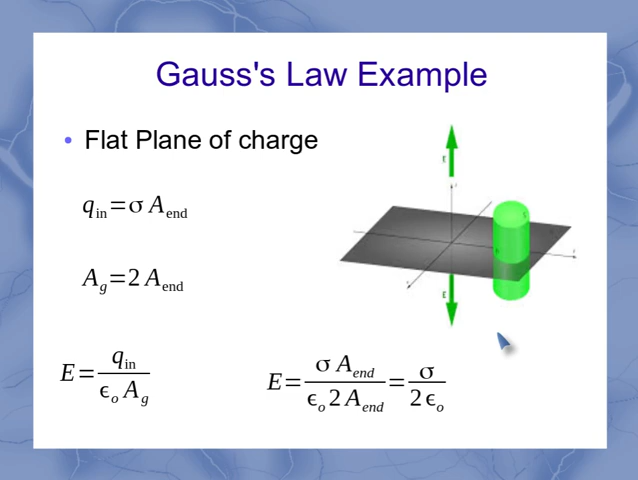 Gauss's Law Example
• Flat Plane of charge
q_in=σ A_end
A_g=2 A_end
E=q_in/(ϵ_o A_g)
E=(σ A_end)/(ϵ_o 2 A_end)=σ/(2 ϵ_o)
E
E